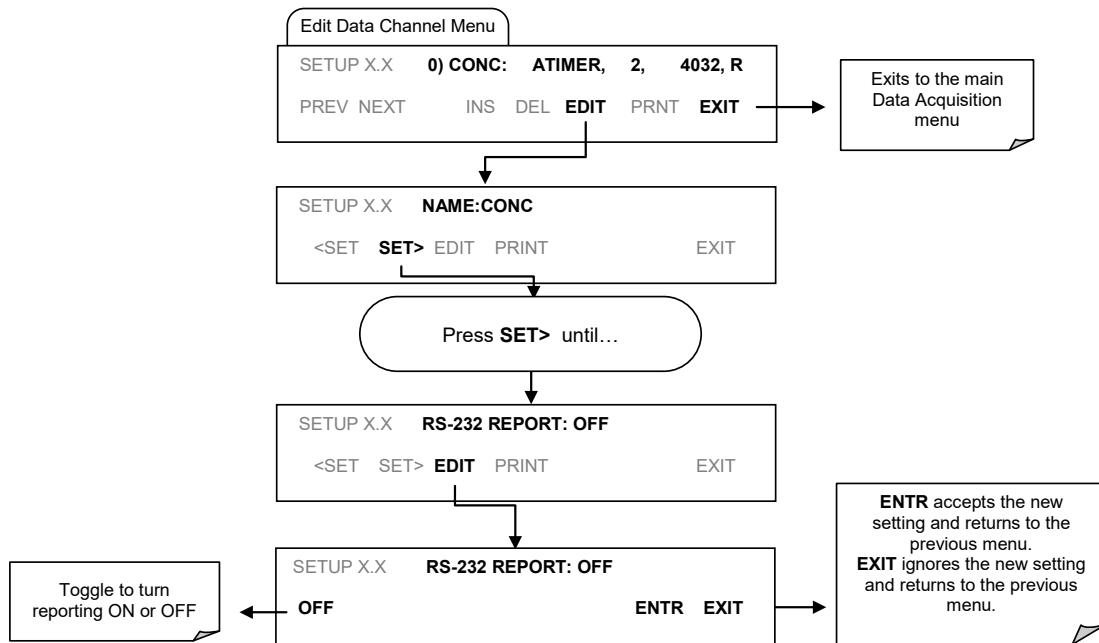 Edit Data Channel Menu
SETUP X.X 0) CONC: ATIMER, 2, 4032, R
PREV NEXT INS DEL EDIT PRNT EXIT
Exits to the main
Data Acquisition
menu
SETUP X.X NAME:CONC
<SET SET> EDIT PRINT EXIT
Press SET> until…
SETUP X.X RS-232 REPORT: OFF
<SET SET> EDIT PRINT EXIT
SETUP X.X RS-232 REPORT: OFF
OFF ENTR EXIT
Toggle to turn
reporting ON or OFF
ENTR accepts the new
setting and returns to the
previous menu.
EXIT ignores the new setting
and returns to the previous
menu.